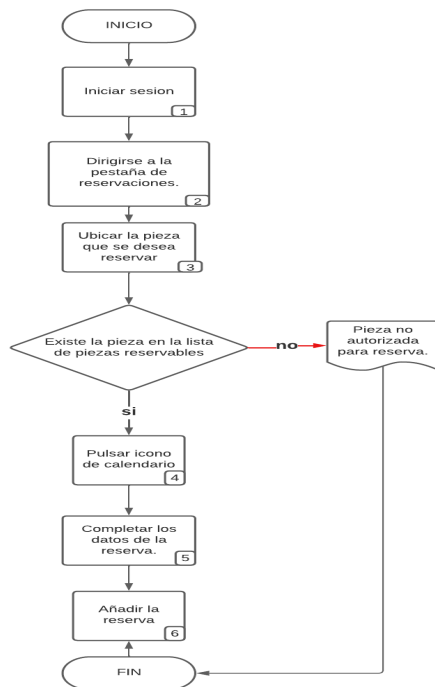 INICIO
Iniciar sesion
1
Dirigirse a la
pestaña de
reservaciones.
2
Ubicar la pieza
que se desea
reservar
3
Existe la pieza en la lista
de piezas reservables
no
Pieza no
autorizada
para reserva.
si
Pulsar icono
de calendario
4
Completar los
datos de la
reserva.
5
Añadir la
reserva
6
FIN